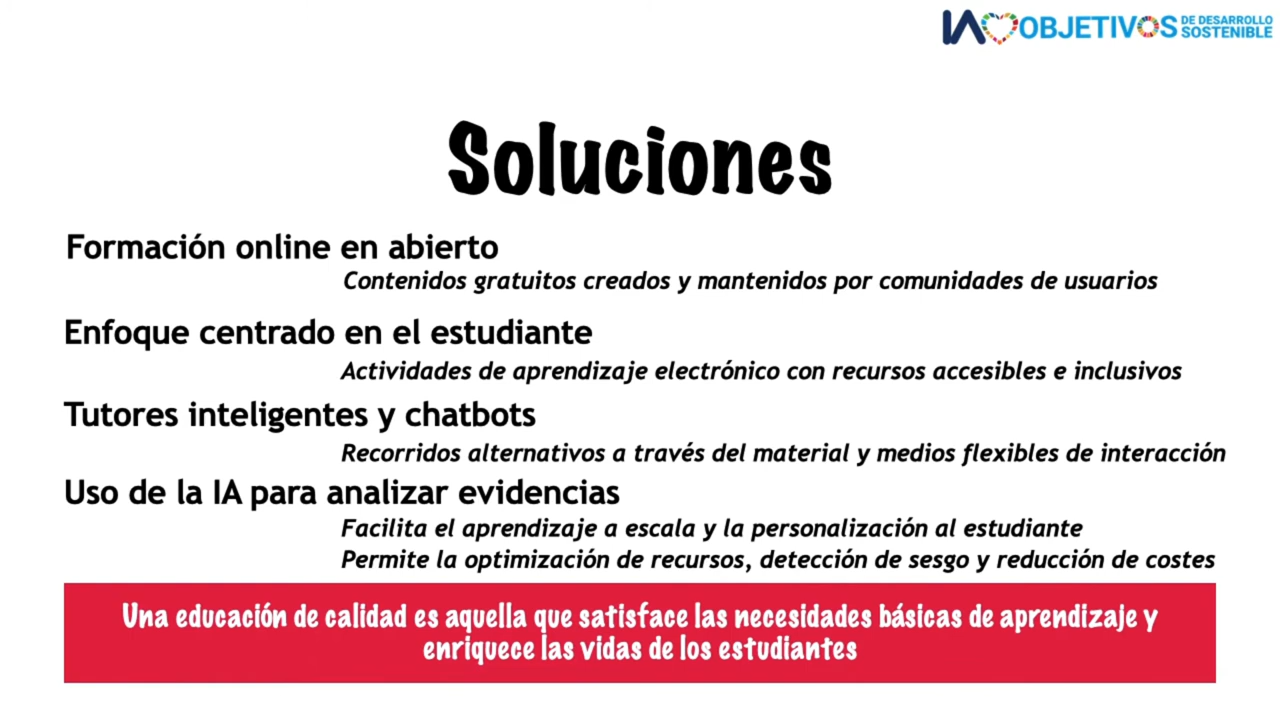 IA OBJETIVOS DE DESARROLLO
SOSTENIBLE
Soluciones
Formación online en abierto
Contenidos gratuitos creados y mantenidos por comunidades de usuarios
Enfoque centrado en el estudiante
Actividades de aprendizaje electrónico con recursos accesibles e inclusivos
Tutores inteligentes y chatbots
Recorridos alternativos a través del material y medios flexibles de interacción
Uso de la IA para analizar evidencias
Facilita el aprendizaje a escala y la personalización al estudiante
Permite la optimización de recursos, detección de sesgo y reducción de costes
Una educación de calidad es aquella que satisface las necesidades básicas de aprendizaje y
enriquece las vidas de los estudiantes